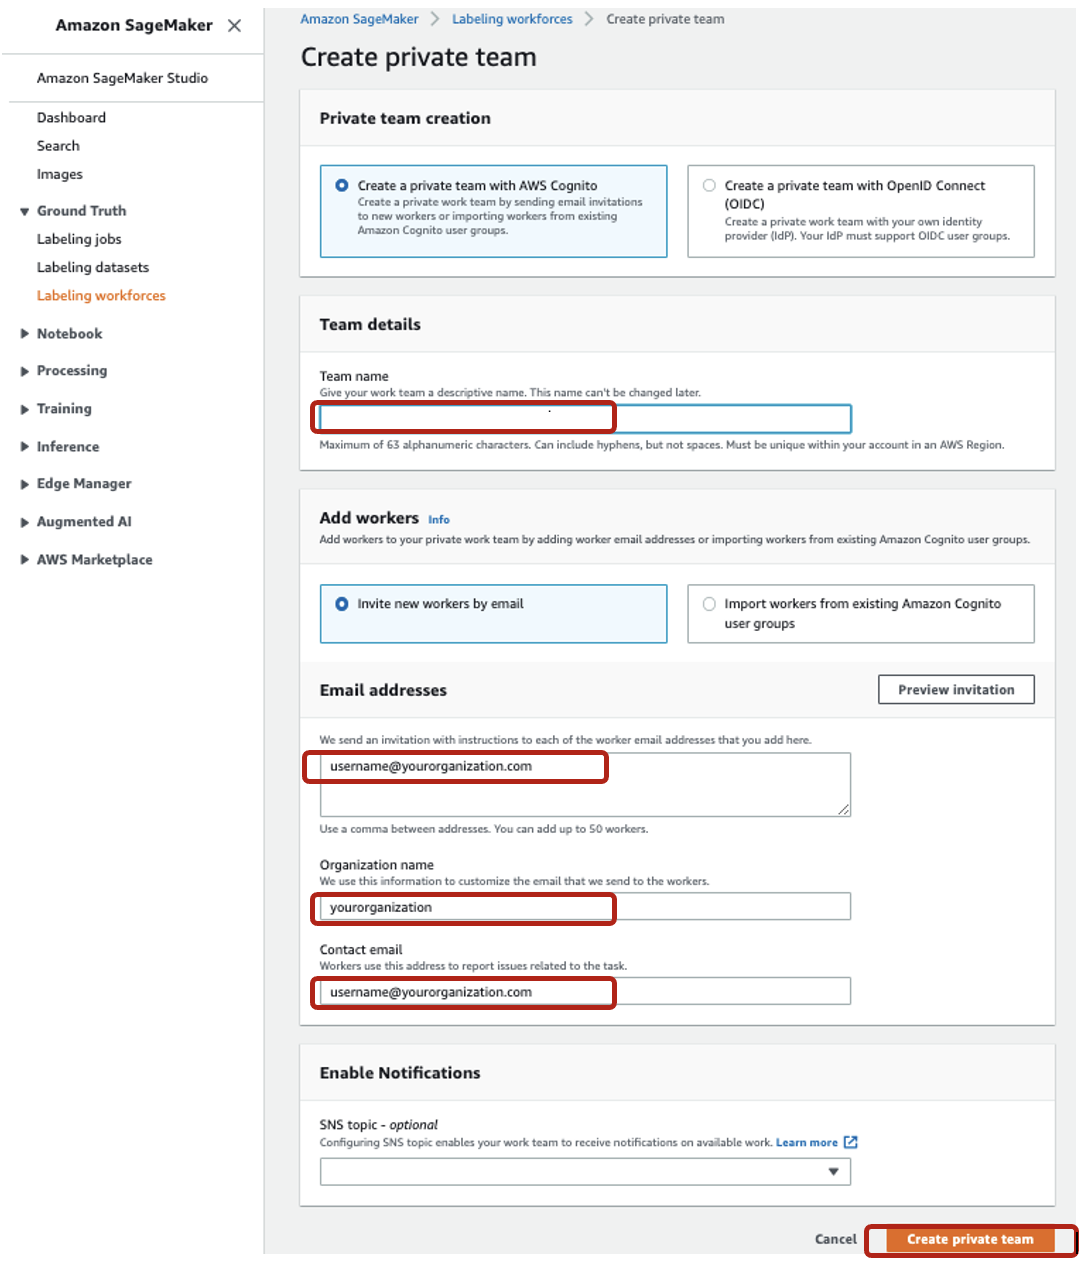 Amazon SageMaker
Amazon SageMaker Studio
Dashboard
Search
Images
Ground Truth
Labeling jobs
Labeling datasets
Labeling workforces
Notebook
Processing
Training
Inference
Edge Manager
Augmented AI
AWS Marketplace
Amazon SageMaker > Labeling workforces > Create private team
Create private team
Private team creation
Create a private team with AWS Cognito
Create a private work team by sending email invitations
to new workers or importing workers from existing
Amazon Cognito user groups.
Create a private team with OpenID Connect
(OIDC)
Create a private work team with your own identity
provider (IdP). Your IdP must support OIDC user groups.
Team details
Team name
Give your work team a descriptive name. This name can't be changed later.
Maximum of 63 alphanumeric characters. Can include hyphens, but not spaces. Must be unique within your account in an AWS Region.
Add workers Info
Add workers to your private work team by adding worker email addresses or importing workers from existing Amazon Cognito user groups.
Invite new workers by email
Import workers from existing Amazon Cognito
user groups
Email addresses
Preview invitation
We send an invitation with instructions to each of the worker email addresses that you add here.
username@yourorganization.com
Use a comma between addresses. You can add up to 50 workers.
Organization name
We use this information to customize the email that we send to the workers.
yourorganization
Contact email
Workers use this address to report issues related to the task.
username@yourorganization.com
Enable Notifications
SNS topic - optional
Configuring SNS topic enables your work team to receive notifications on available work. Learn more
Cancel
Create private team